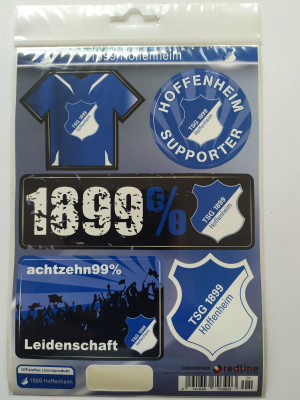 1899 Hoffenheim
TSG 1899
Hoffenheim
HOFFENHEIM
SUPPORTER
TSG 1899
Hoffenheim
1899%
TSG 1899
Hoffenheim
achtzehn99%
Leidenschaft
TSG 1899
Hoffenheim
TSG 1899
Hoffenheim
Offizielles Lizenzprodukt
1899 Hoffenheim
redline